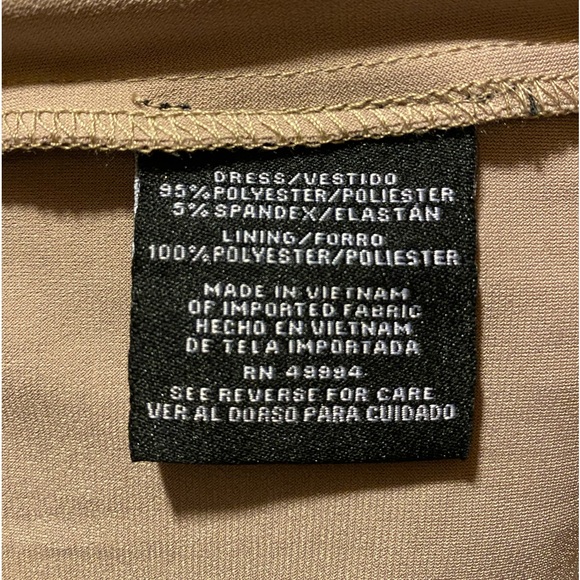 DRESS/VESTIDO
95%POLYESTER/POLIESTER
5%SPANDEX/ELASTÁN
LINING/FORRO
100%POLYESTER/POLIESTER
MADE IN VIETNAM
OF IMPORTED FABRIC
HECHO EN VIETNAM
DE TELA IMPORTADA
RN 49994
SEE REVERSE FOR CARE
VER AL DORSO PARA CUIDADO